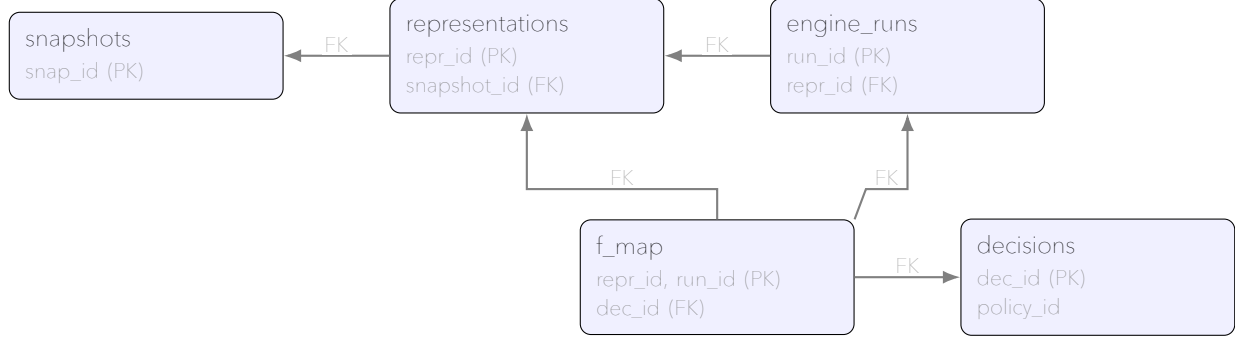 snapshots
snap_id (PK)
FK
representations
repr_id (PK)
snapshot_id (FK)
FK
engine_runs
run_id (PK)
repr_id (FK)
FK
FK
f_map
repr_id, run_id (PK)
dec_id (FK)
FK
decisions
dec_id (PK)
policy_id